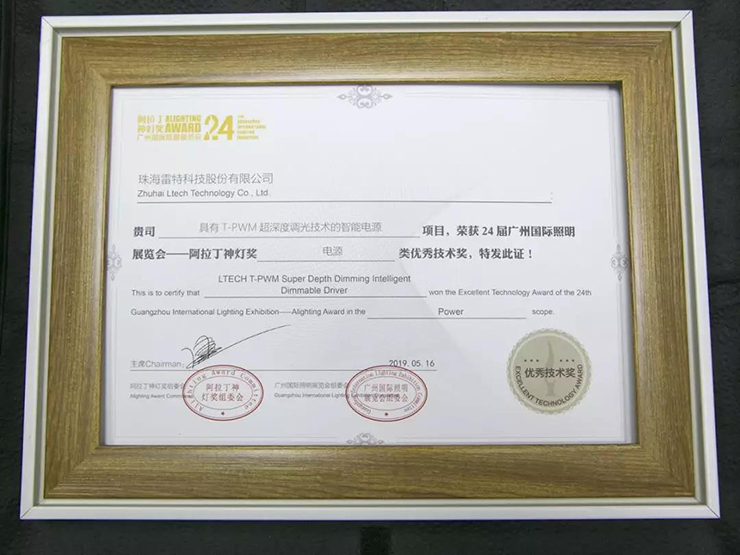 阿拉丁 ALIGHTING
神灯奖 AWARD 24
广州国际照明展览会
THE
GUANGZHOU
INTERNATIONAL
LIGHTING
EXHIBITION
珠海雷特科技股份有限公司
Zhuhai Ltech Technology Co., Ltd.
贵司 具有 T-PWM 超深度调光技术的智能电源 项目，荣获 24 届广州国际照明
展览会——阿拉丁神灯奖 电源 类优秀技术奖，特发此证！
LTECH T-PWM Super Depth Dimming Intelligent
This is to certify that Dimmable Driver won the Excellent Technology Award of the 24th
Guangzhou International Lighting Exhibition—Alighting Award in the Power scope.
主席Chairman: 2019.05.16
阿拉丁神灯奖组委会 广州国际照明展览会组委会
Alighting Award Committee Guangzhou International Lighting Exhibition
Alighting Award Committee
阿拉丁神
灯奖组委会
广州国际照明
展览会组委会
优秀技术奖
EXCELLENT TECHNOLOGY AWARD